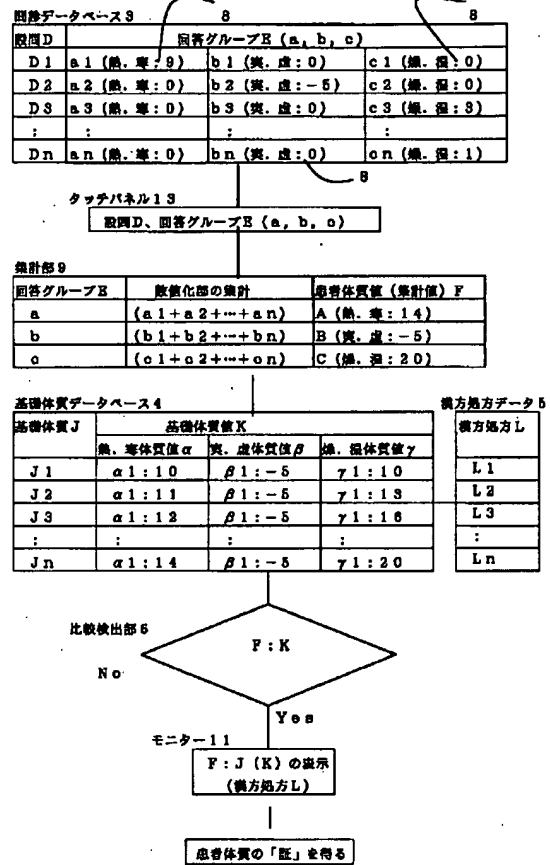 問診データベース3 8 8
設問D 回答グループE (a, b, c)
D1 a1 (熱. 寒:9) b1 (実. 虚:0) c1 (燥. 湿:0)
D2 a2 (熱. 寒:0) b2 (実. 虚:-5) c2 (燥. 湿:0)
D3 a3 (熱. 寒:0) b3 (実. 虚:0) c3 (燥. 湿:3)
: : : :
Dn an (熱. 寒:0) bn (実. 虚:0) cn (燥. 湿:1)
8
タッチパネル13
設問D、回答グループE (a, b, c)
集計部9
回答グループE 数値化部の集計 患者体質値 (集計値) F
a (a1+a2+…+an) A (熱. 寒:14)
b (b1+b2+…+bn) B (実. 虚:-5)
c (c1+c2+…+cn) C (燥. 湿:20)
基礎体質データベース4 漢方処方データ5
基礎体質J 基礎体質値K 漢方処方L
熱. 寒体質値α 実. 虚体質値β 燥. 湿体質値γ
J1 α1:10 β1:-5 γ1:10 L1
J2 α1:11 β1:-5 γ1:13 L2
J3 α1:12 β1:-5 γ1:16 L3
: : : : :
Jn α1:14 β1:-5 γ1:20 Ln
比較検出部6
F:K
No
Yes
モニター11
F:J (K) の表示
(漢方処方L)
患者体質の「証」を得る